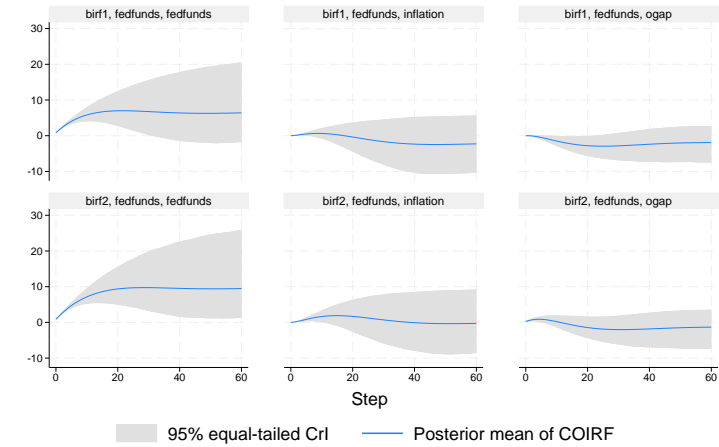 birf1, fedfunds, fedfunds
birf1, fedfunds, inflation
birf1, fedfunds, ogap
30
20
10
0
-10
birf2, fedfunds, fedfunds
birf2, fedfunds, inflation
birf2, fedfunds, ogap
30
20
10
0
-10
0 20 40 60
0 20 40 60
0 20 40 60
Step
95% equal-tailed CrI
Posterior mean of COIRF